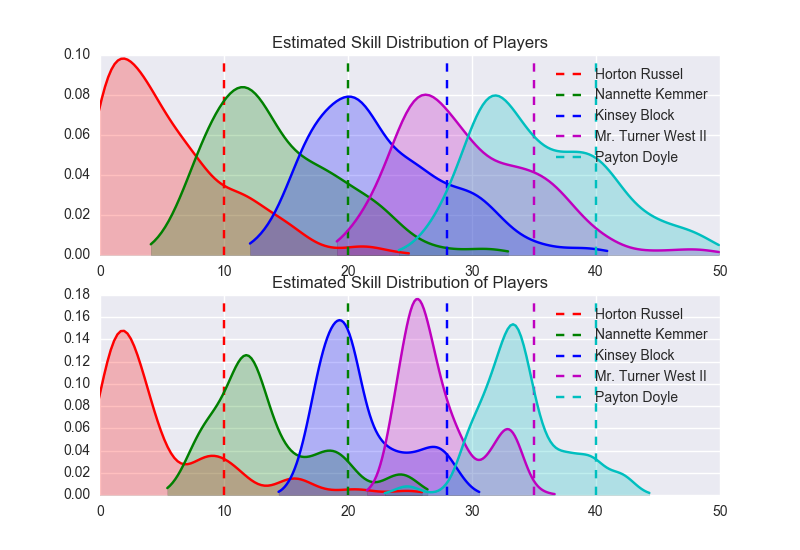 Estimated Skill Distribution of Players
0.10
0.08
0.06
0.04
0.02
0.00
Horton Russel
Nannette Kemmer
Kinsey Block
Mr. Turner West II
Payton Doyle
0 10 20 30 40 50
Estimated Skill Distribution of Players
0.18
0.16
0.14
0.12
0.10
0.08
0.06
0.04
0.02
0.00
Horton Russel
Nannette Kemmer
Kinsey Block
Mr. Turner West II
Payton Doyle
0 10 20 30 40 50